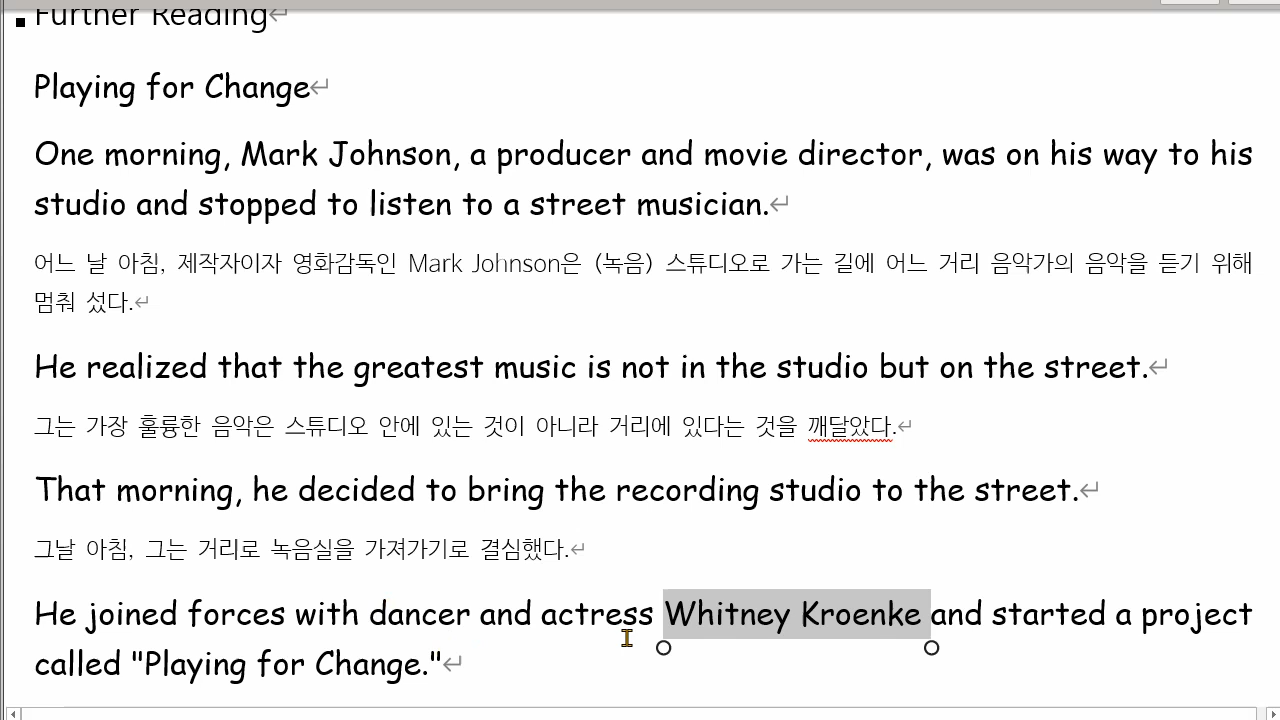 Further Reading
Playing for Change
One morning, Mark Johnson, a producer and movie director, was on his way to his
studio and stopped to listen to a street musician.
어느 날 아침, 제작자이자 영화감독인 Mark Johnson은 (녹음) 스튜디오로 가는 길에 어느 거리 음악가의 음악을 듣기 위해
멈춰 섰다.
He realized that the greatest music is not in the studio but on the street.
그는 가장 훌륭한 음악은 스튜디오 안에 있는 것이 아니라 거리에 있다는 것을 깨달았다.
That morning, he decided to bring the recording studio to the street.
그날 아침, 그는 거리로 녹음실을 가져가기로 결심했다.
He joined forces with dancer and actress Whitney Kroenke and started a project
called "Playing for Change."